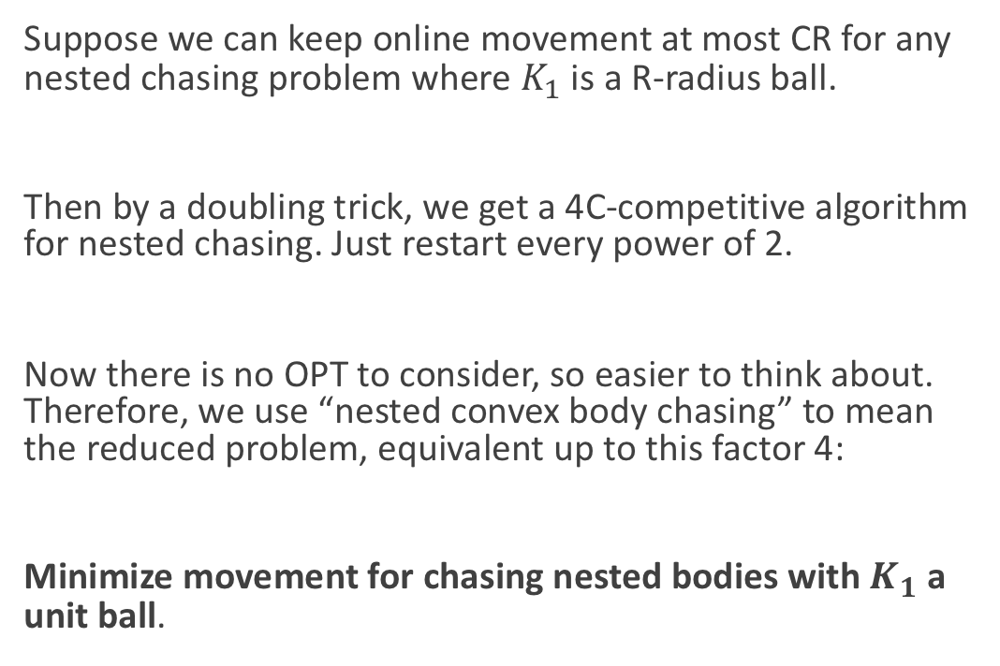 Suppose we can keep online movement at most CR for any
nested chasing problem where K₁ is a R-radius ball.
Then by a doubling trick, we get a 4C-competitive algorithm
for nested chasing. Just restart every power of 2.
Now there is no OPT to consider, so easier to think about.
Therefore, we use “nested convex body chasing” to mean
the reduced problem, equivalent up to this factor 4:
Minimize movement for chasing nested bodies with K₁ a
unit ball.